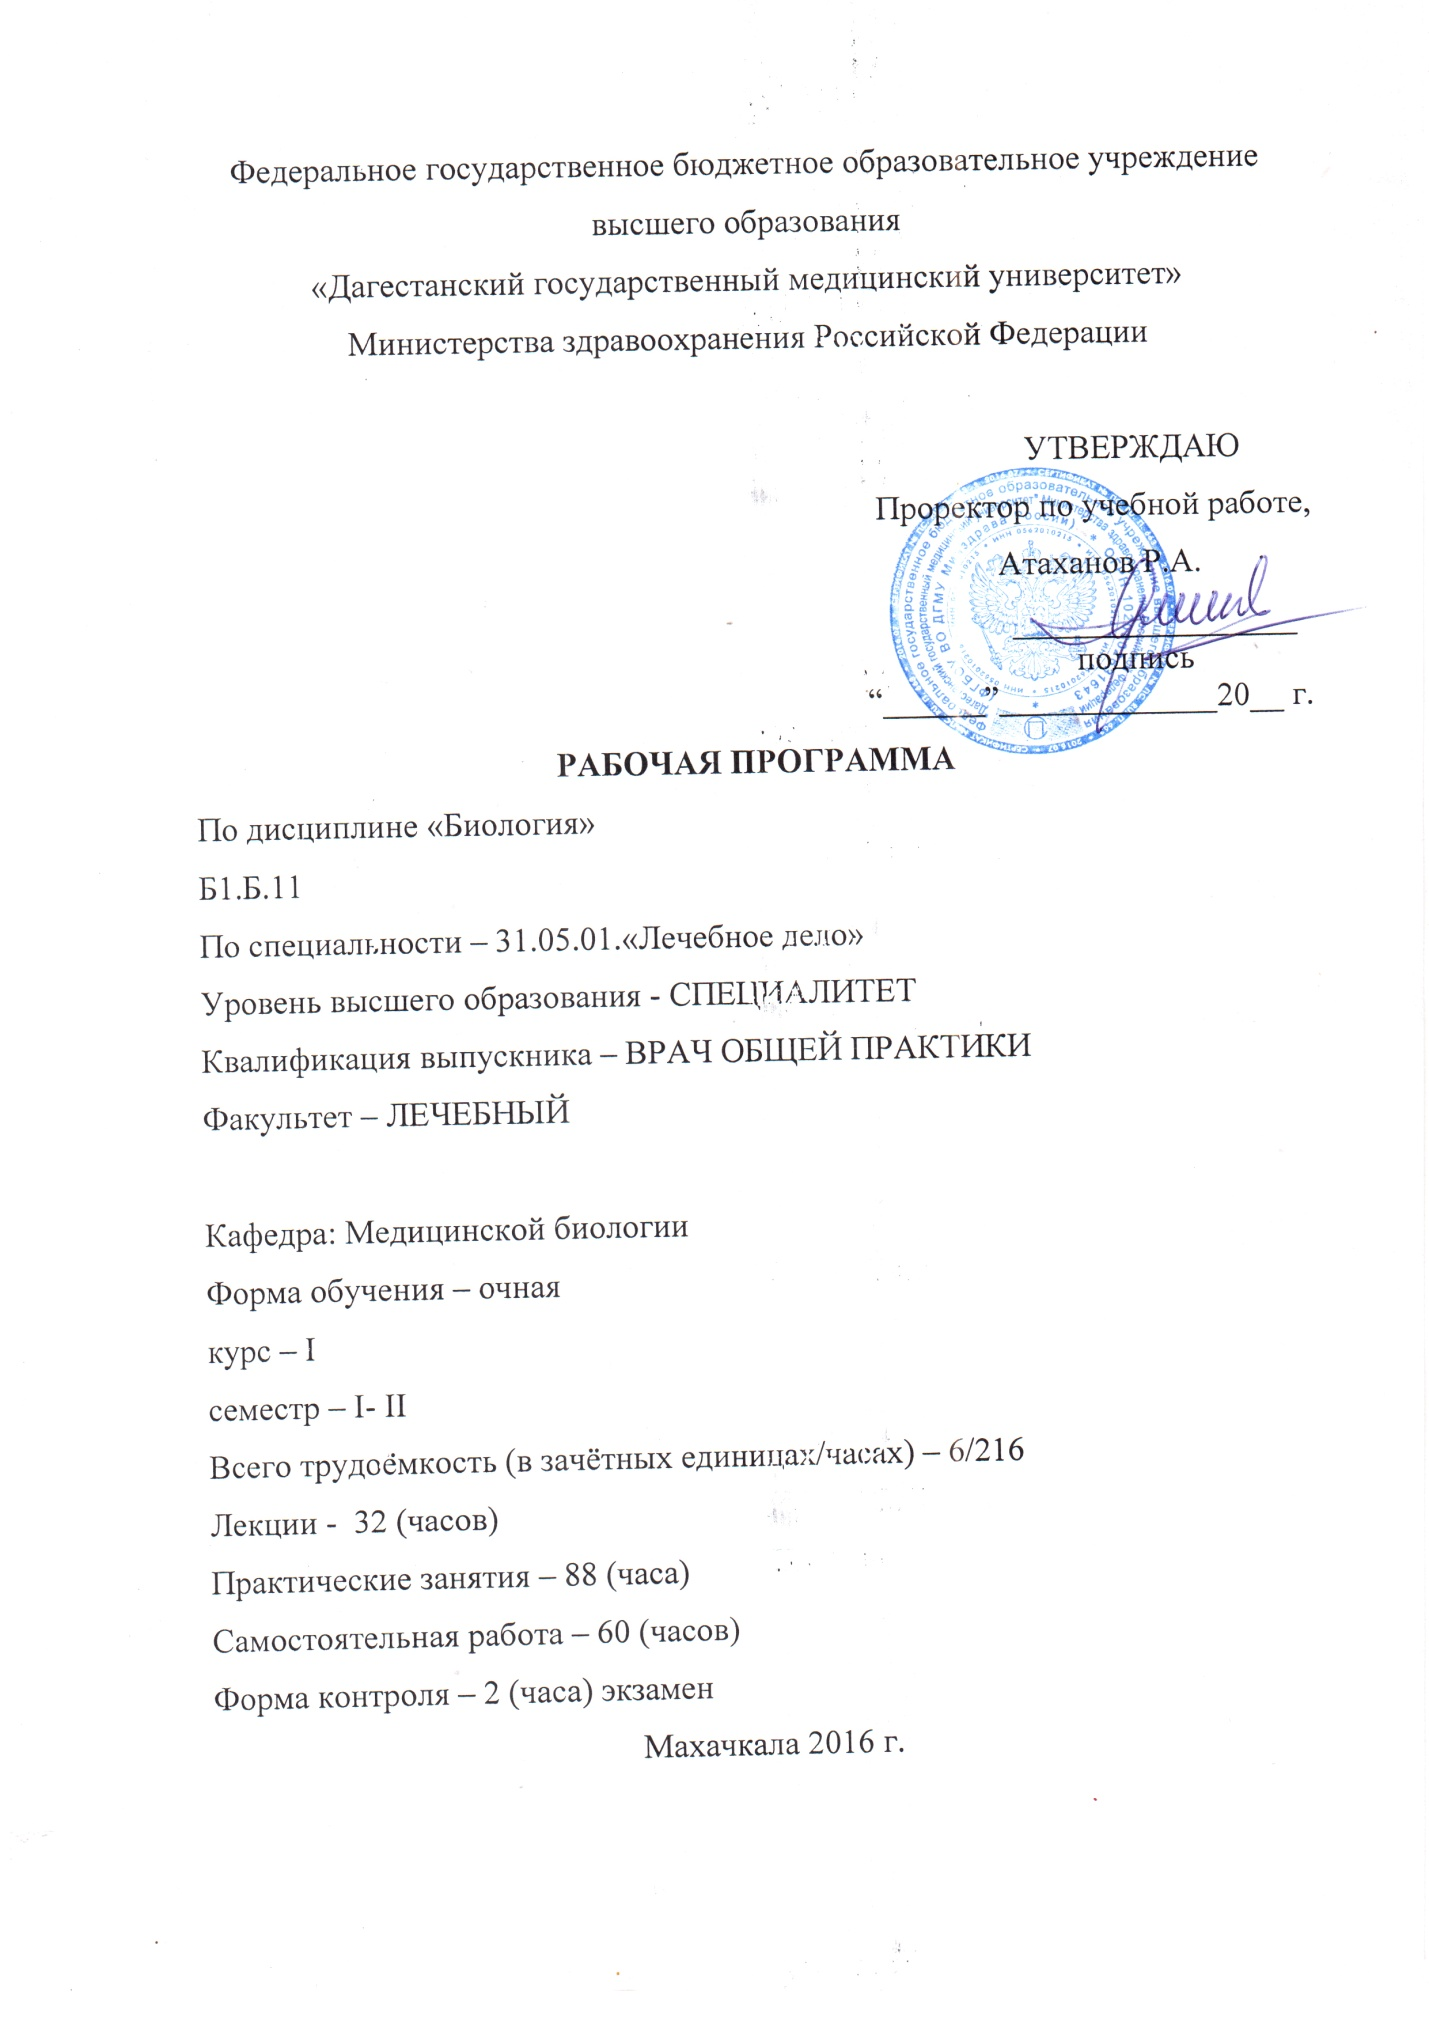 Федеральное государственное бюджетное образовательное учреждение
высшего образования
«Дагестанский государственный медицинский университет»
Министерства здравоохранения Российской Федерации
УТВЕРЖДАЮ
Проректор по учебной работе,
Атаханов Р.А.
подпись
“______”_____________20__ г.
РАБОЧАЯ ПРОГРАММА
По дисциплине «Биология»
Б1.Б.11
По специальности – 31.05.01.«Лечебное дело»
Уровень высшего образования - СПЕЦИАЛИТЕТ
Квалификация выпускника – ВРАЧ ОБЩЕЙ ПРАКТИКИ
Факультет – ЛЕЧЕБНЫЙ
Кафедра: Медицинской биологии
Форма обучения – очная
курс – I
семестр – I- II
Всего трудоёмкость (в зачётных единицах/часах) – 6/216
Лекции - 32 (часов)
Практические занятия – 88 (часа)
Самостоятельная работа – 60 (часов)
Форма контроля – 2 (часа) экзамен
Махачкала 2016 г.